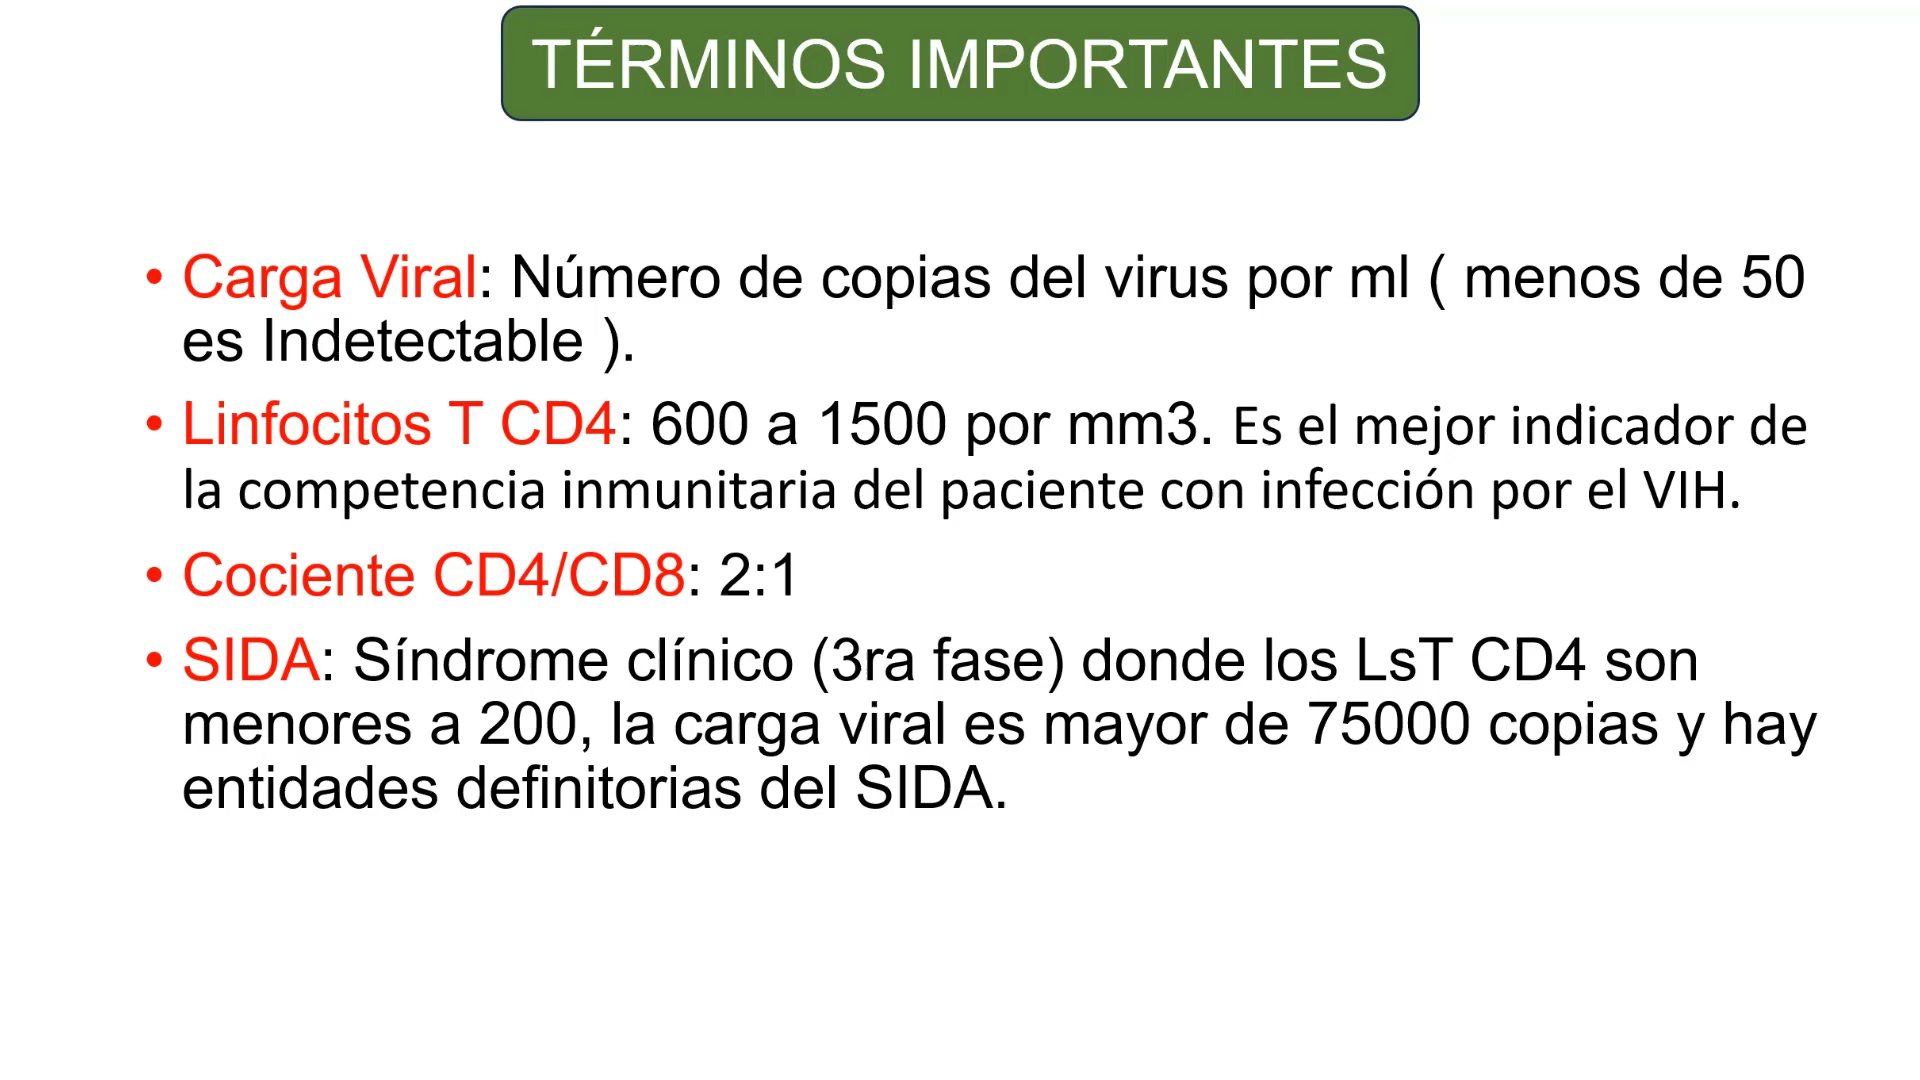 TÉRMINOS IMPORTANTES
• Carga Viral: Número de copias del virus por ml ( menos de 50
es Indetectable ).
• Linfocitos T CD4: 600 a 1500 por mm3. Es el mejor indicador de
la competencia inmunitaria del paciente con infección por el VIH.
• Cociente CD4/CD8: 2:1
• SIDA: Síndrome clínico (3ra fase) donde los LsT CD4 son
menores a 200, la carga viral es mayor de 75000 copias y hay
entidades definitorias del SIDA.